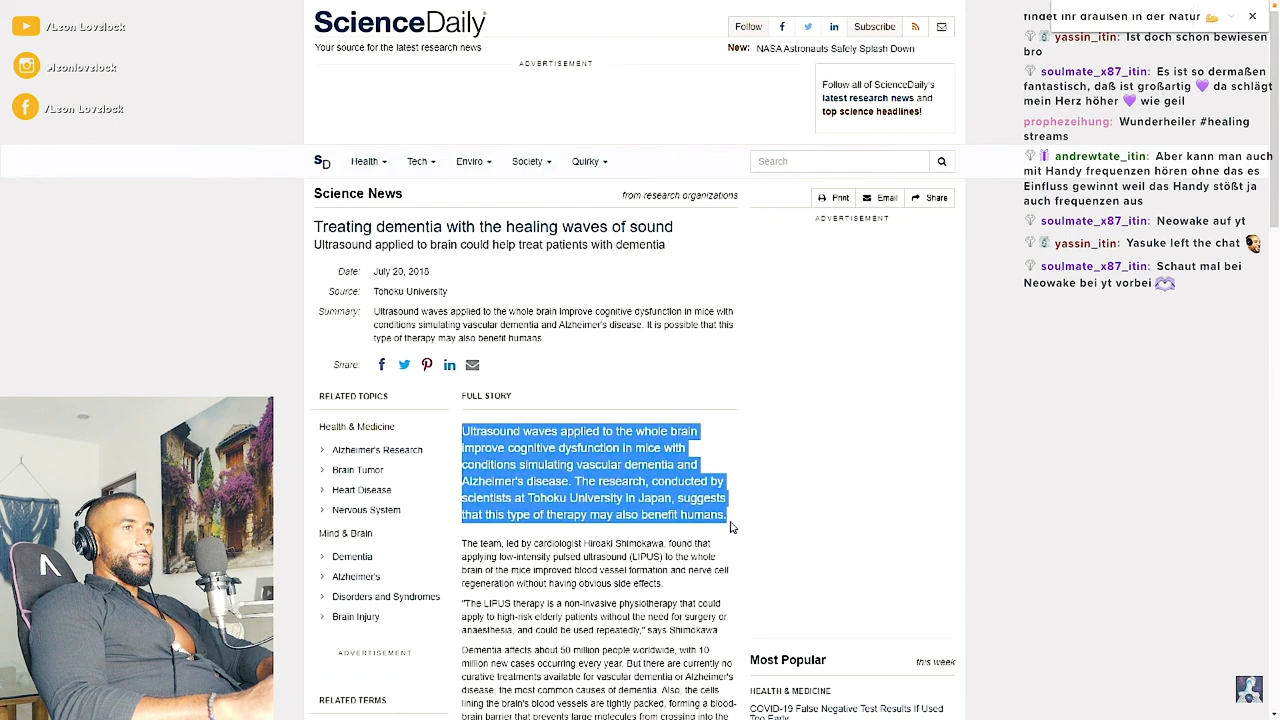 /Leon Lovelock
@leonlovelock
/Leon Lovelock
ScienceDaily
Your source for the latest research news
Follow
Subscribe
New: NASA Astronauts Safely Splash Down
ADVERTISEMENT
Follow all of ScienceDaily's
latest research news and
top science headlines!
SD
Health
Tech
Enviro
Society
Quirky
Search
Science News
from research organizations
Print
Email
Share
ADVERTISEMENT
Treating dementia with the healing waves of sound
Ultrasound applied to brain could help treat patients with dementia
Date: July 20, 2018
Source: Tohoku University
Summary: Ultrasound waves applied to the whole brain improve cognitive dysfunction in mice with
conditions simulating vascular dementia and Alzheimer's disease. It is possible that this
type of therapy may also benefit humans.
Share:
RELATED TOPICS
Health & Medicine
Alzheimer's Research
Brain Tumor
Heart Disease
Nervous System
Mind & Brain
Dementia
Alzheimer's
Disorders and Syndromes
Brain Injury
ADVERTISEMENT
RELATED TERMS
FULL STORY
Ultrasound waves applied to the whole brain
improve cognitive dysfunction in mice with
conditions simulating vascular dementia and
Alzheimer's disease. The research, conducted by
scientists at Tohoku University in Japan, suggests
that this type of therapy may also benefit humans.
The team, led by cardiologist Hiroaki Shimokawa, found that
applying low-intensity pulsed ultrasound (LIPUS) to the whole
brain of the mice improved blood vessel formation and nerve cell
regeneration without having obvious side effects.
"The LIPUS therapy is a non-invasive physiotherapy that could
apply to high-risk elderly patients without the need for surgery or
anaesthesia, and could be used repeatedly," says Shimokawa
Dementia affects about 50 million people worldwide, with 10
million new cases occurring every year. But there are currently no
curative treatments available for vascular dementia or Alzheimer's
disease, the most common causes of dementia. Also, the cells
lining the brain's blood vessels are tightly packed, forming a blood-
brain barrier that prevents large molecules from crossing into the
Most Popular
this week
HEALTH & MEDICINE
COVID-19 False Negative Test Results If Used
Too Early
findet ihr draußen in der Natur
yassin_itin: Ist doch schon bewiesen
bro
soulmate_x87_itin: Es ist so dermaßen
fantastisch, daß ist großartig 💜 da schlägt
mein Herz höher 💜 wie geil
prophezeihung: Wunderheiler #healing
streams
andrewtate_itin: Aber kann man auch
mit Handy frequenzen hören ohne das es
Einfluss gewinnt weil das Handy stößt ja
auch frequenzen aus
soulmate_x87_itin: Neowake auf yt
yassin_itin: Yasuke left the chat
soulmate_x87_itin: Schaut mal bei
Neowake bei yt vorbei